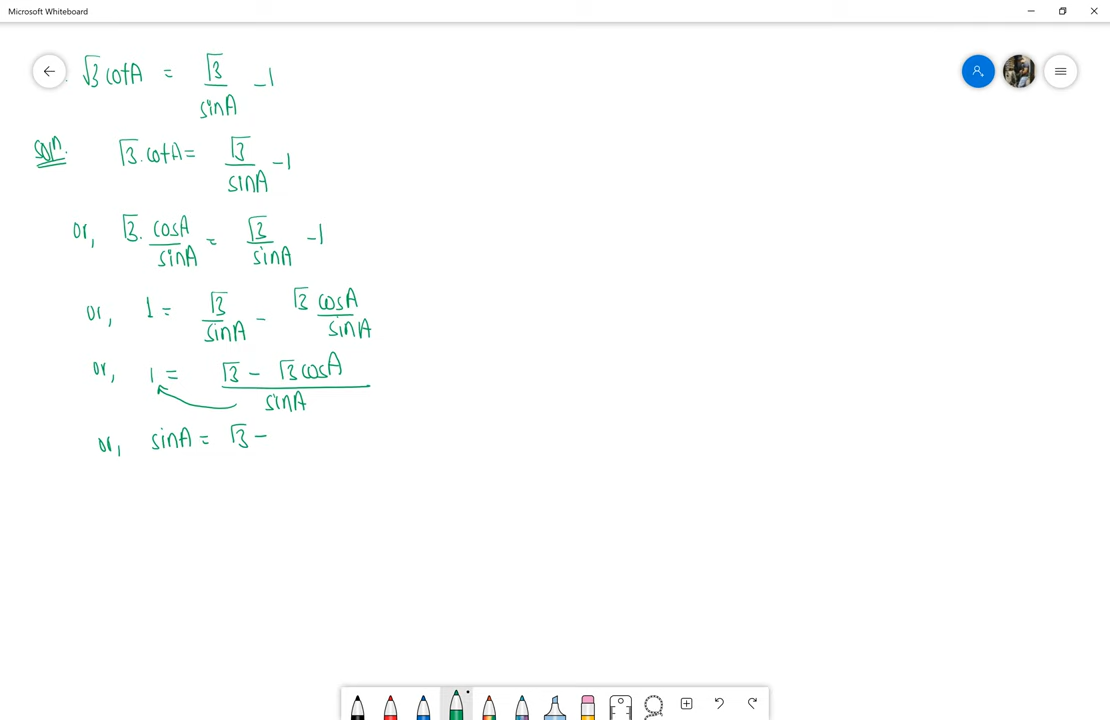 Microsoft Whiteboard
√3 cotA = √3/sinA - 1
Solⁿ. √3 . cotA = √3/sinA - 1
or, √3 . cosA/sinA = √3/sinA - 1
or, 1 = √3/sinA - √3 cosA/sinA
or, 1 = (√3 - √3 cosA)/sinA
or, sinA = √3 -